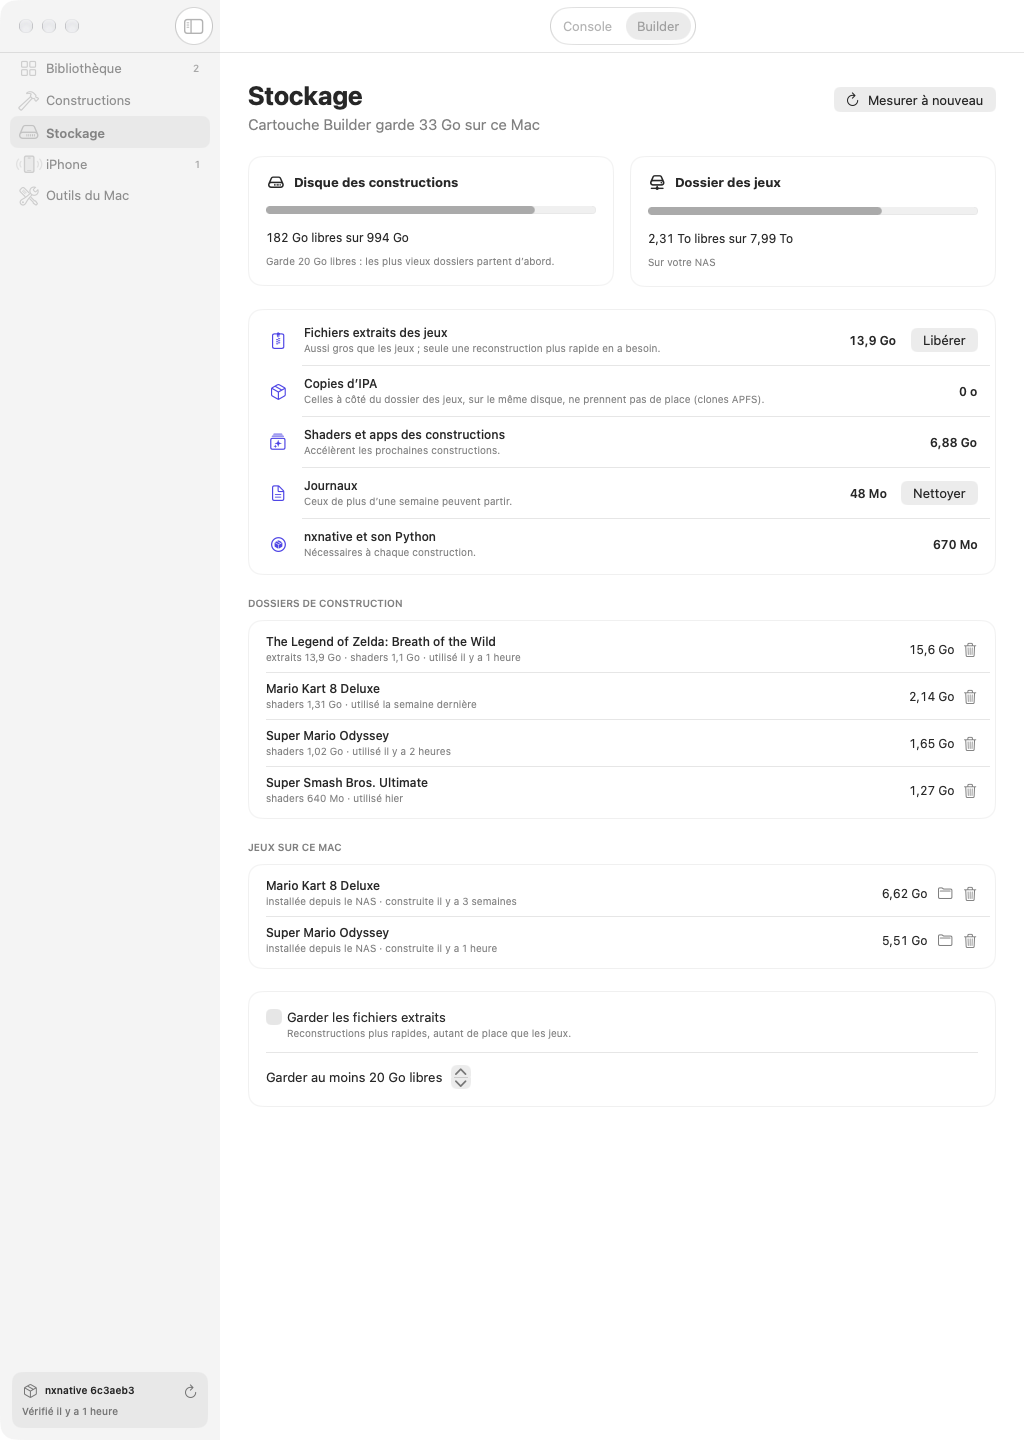 Console
Builder
Bibliothèque
2
Constructions
Stockage
iPhone
1
Outils du Mac
Stockage
Cartouche Builder garde 33 Go sur ce Mac
Mesurer à nouveau
Disque des constructions
182 Go libres sur 994 Go
Garde 20 Go libres : les plus vieux dossiers partent d’abord.
Dossier des jeux
2,31 To libres sur 7,99 To
Sur votre NAS
Fichiers extraits des jeux
Aussi gros que les jeux ; seule une reconstruction plus rapide en a besoin.
13,9 Go
Libérer
Copies d’IPA
Celles à côté du dossier des jeux, sur le même disque, ne prennent pas de place (clones APFS).
0 o
Shaders et apps des constructions
Accélèrent les prochaines constructions.
6,88 Go
Journaux
Ceux de plus d’une semaine peuvent partir.
48 Mo
Nettoyer
nxnative et son Python
Nécessaires à chaque construction.
670 Mo
DOSSIERS DE CONSTRUCTION
The Legend of Zelda: Breath of the Wild
extraits 13,9 Go · shaders 1,1 Go · utilisé il y a 1 heure
15,6 Go
Mario Kart 8 Deluxe
shaders 1,31 Go · utilisé la semaine dernière
2,14 Go
Super Mario Odyssey
shaders 1,02 Go · utilisé il y a 2 heures
1,65 Go
Super Smash Bros. Ultimate
shaders 640 Mo · utilisé hier
1,27 Go
JEUX SUR CE MAC
Mario Kart 8 Deluxe
installée depuis le NAS · construite il y a 3 semaines
6,62 Go
Super Mario Odyssey
installée depuis le NAS · construite il y a 1 heure
5,51 Go
Garder les fichiers extraits
Reconstructions plus rapides, autant de place que les jeux.
Garder au moins 20 Go libres
nxnative 6c3aeb3
Vérifié il y a 1 heure